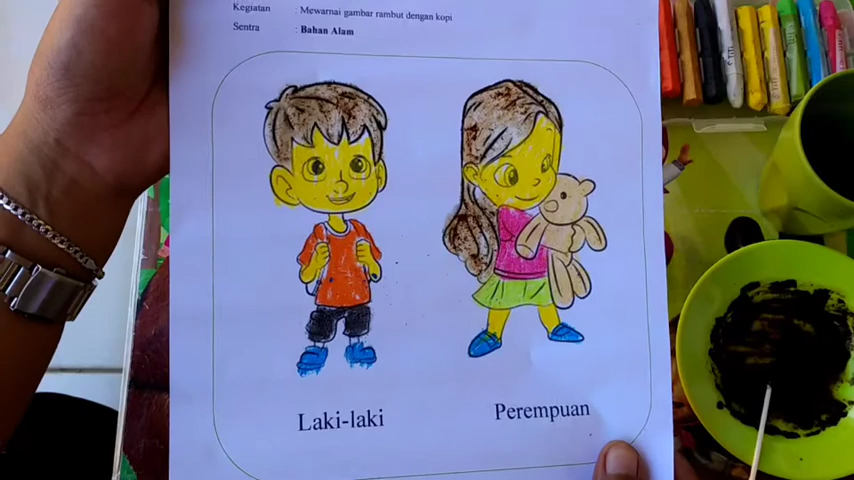 Kegiatan : Mewarnai gambar rambut dengan kopi
Sentra : Bahan Alam
Laki-laki Perempuan